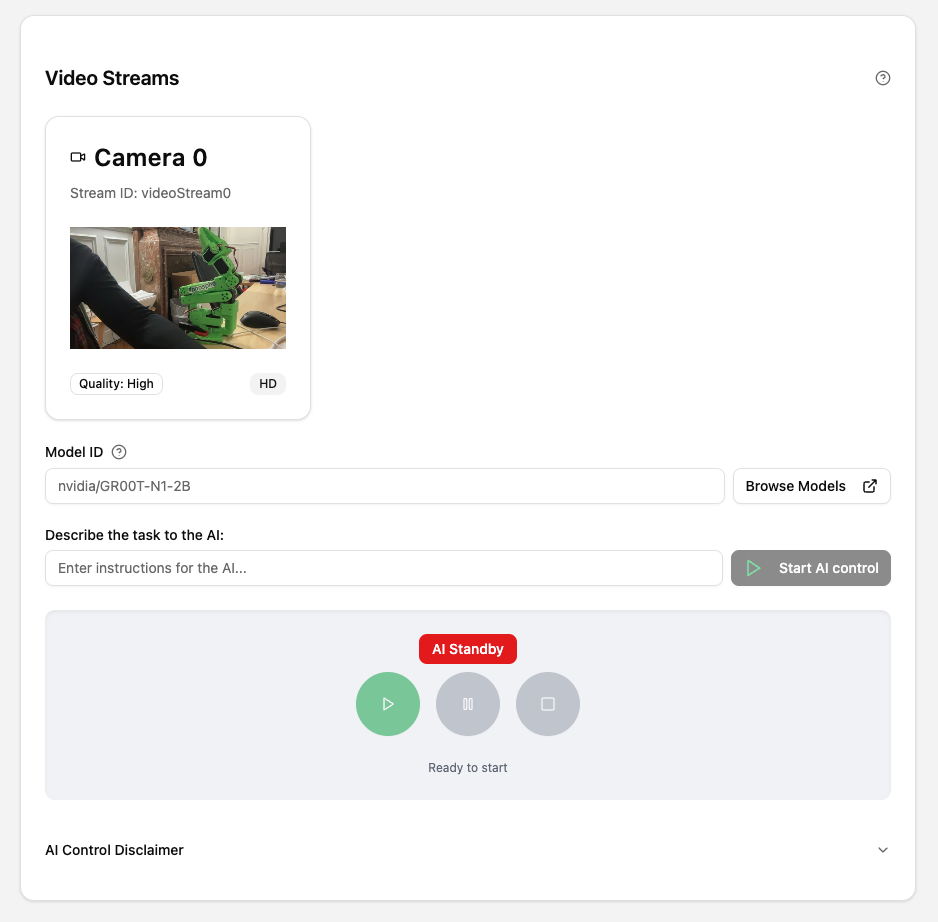 Video Streams
Camera 0
Stream ID: videoStream0
Quality: High
HD
Model ID
nvidia/GR00T-N1-2B
Browse Models
Describe the task to the AI:
Enter instructions for the AI...
Start AI control
AI Standby
Ready to start
AI Control Disclaimer